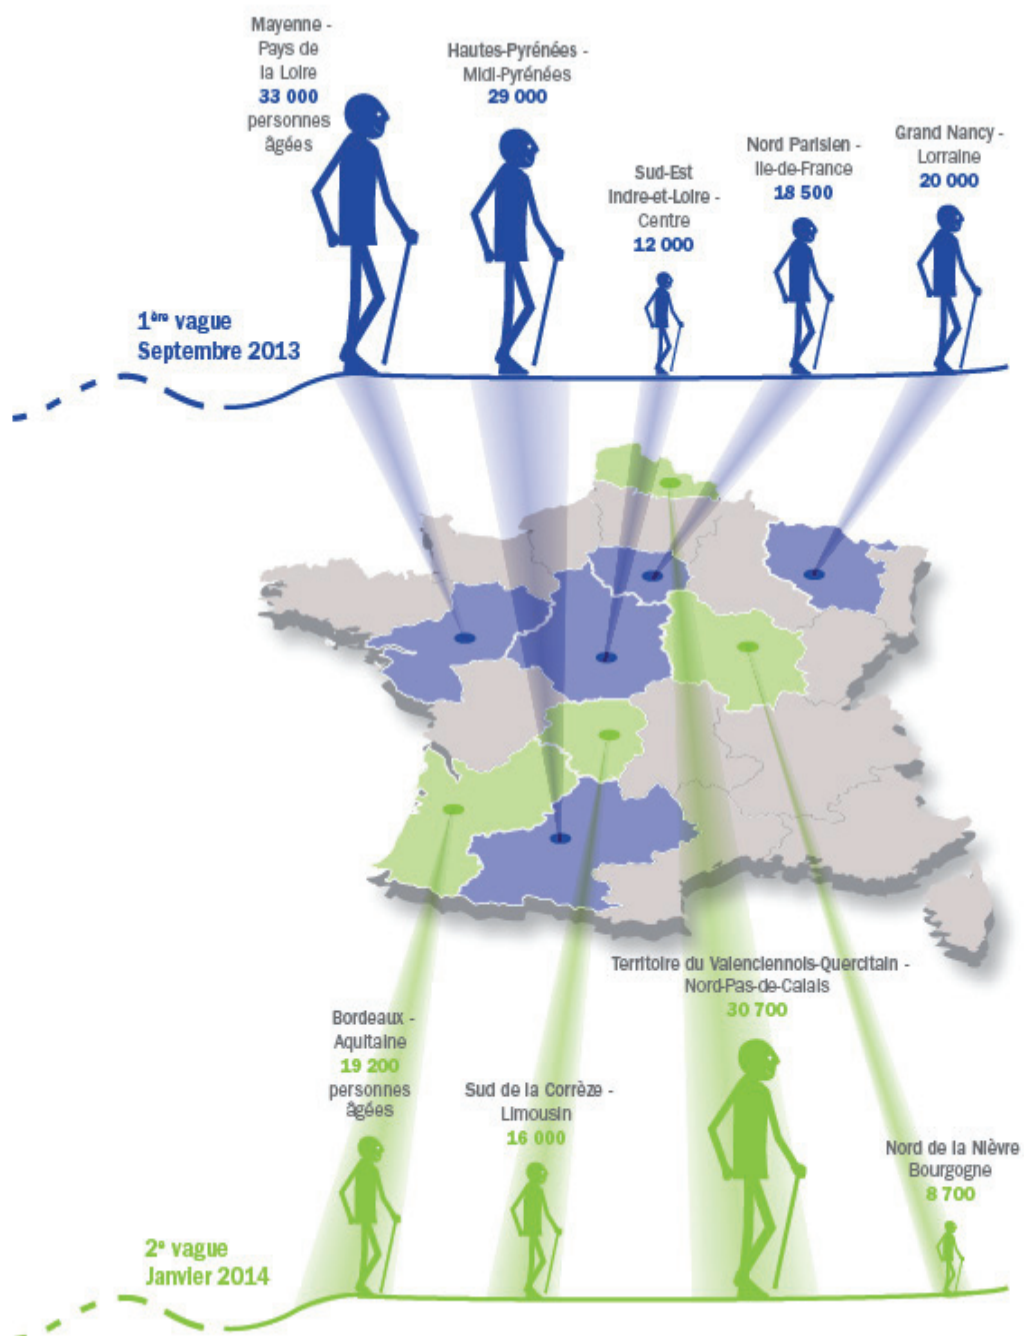 Mayenne -
Pays de
la Loire
33 000
personnes
âgées
Hautes-Pyrénées -
Midi-Pyrénées
29 000
Sud-Est
Indre-et-Loire -
Centre
12 000
Nord Parisien -
Ile-de-France
18 500
Grand Nancy -
Lorraine
20 000
1ère vague
Septembre 2013
Territoire du Valenciennois-Quercitain -
Nord-Pas-de-Calais
30 700
Bordeaux -
Aquitaine
19 200
personnes
âgées
Sud de la Corrèze -
Limousin
16 000
Nord de la Nièvre
Bourgogne
8 700
2e vague
Janvier 2014